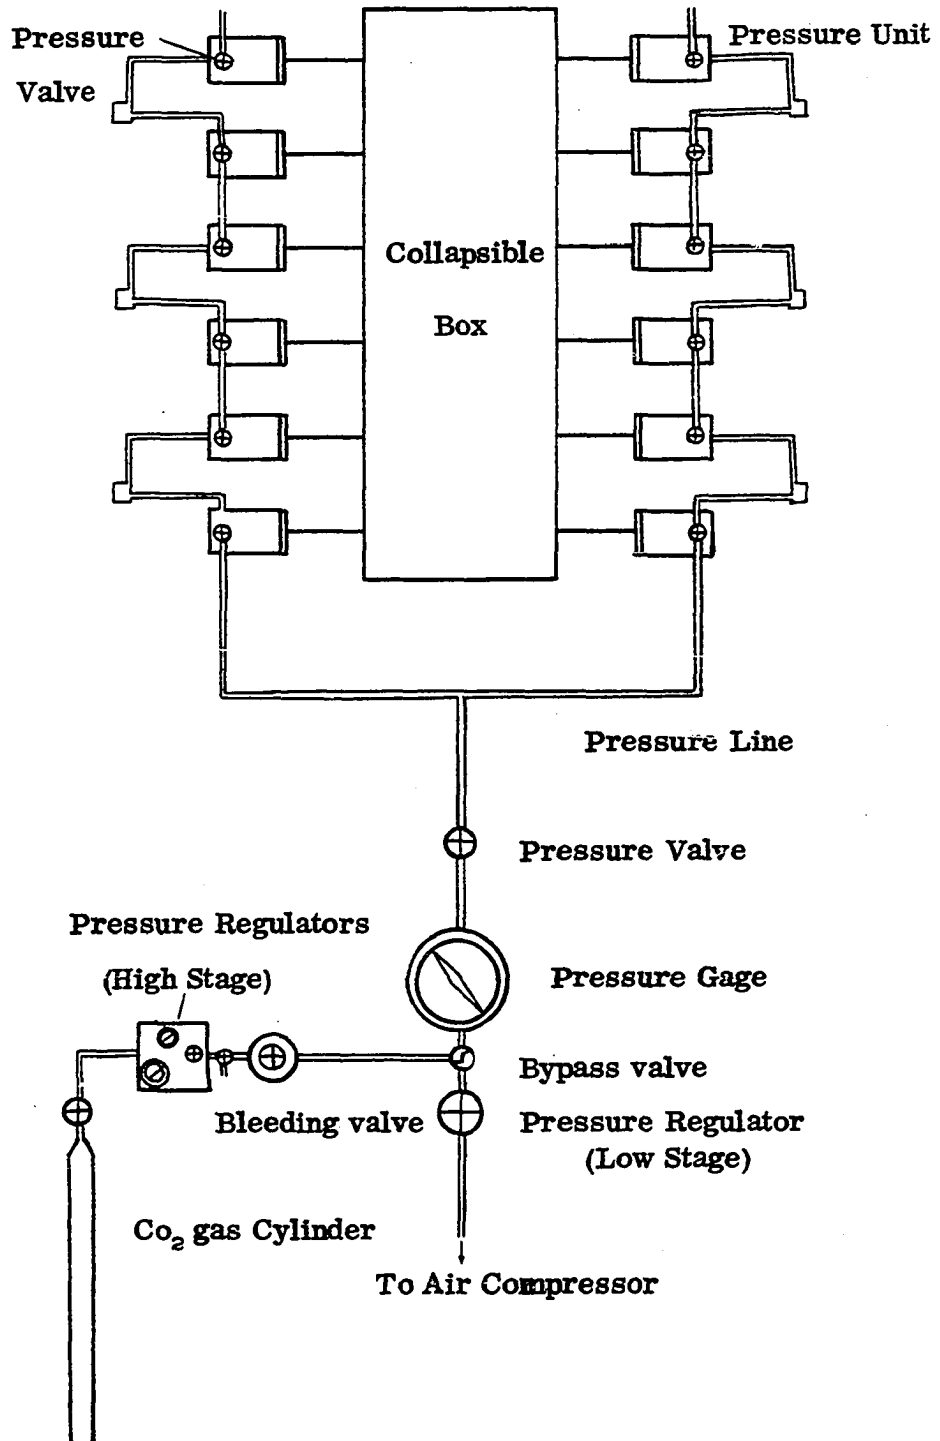 Pressure
Valve
Pressure Unit
Collapsible
Box
Pressure Line
Pressure Valve
Pressure Regulators
(High Stage)
Pressure Gage
Bypass valve
Bleeding valve
Pressure Regulator
(Low Stage)
Co₂ gas Cylinder
To Air Compressor